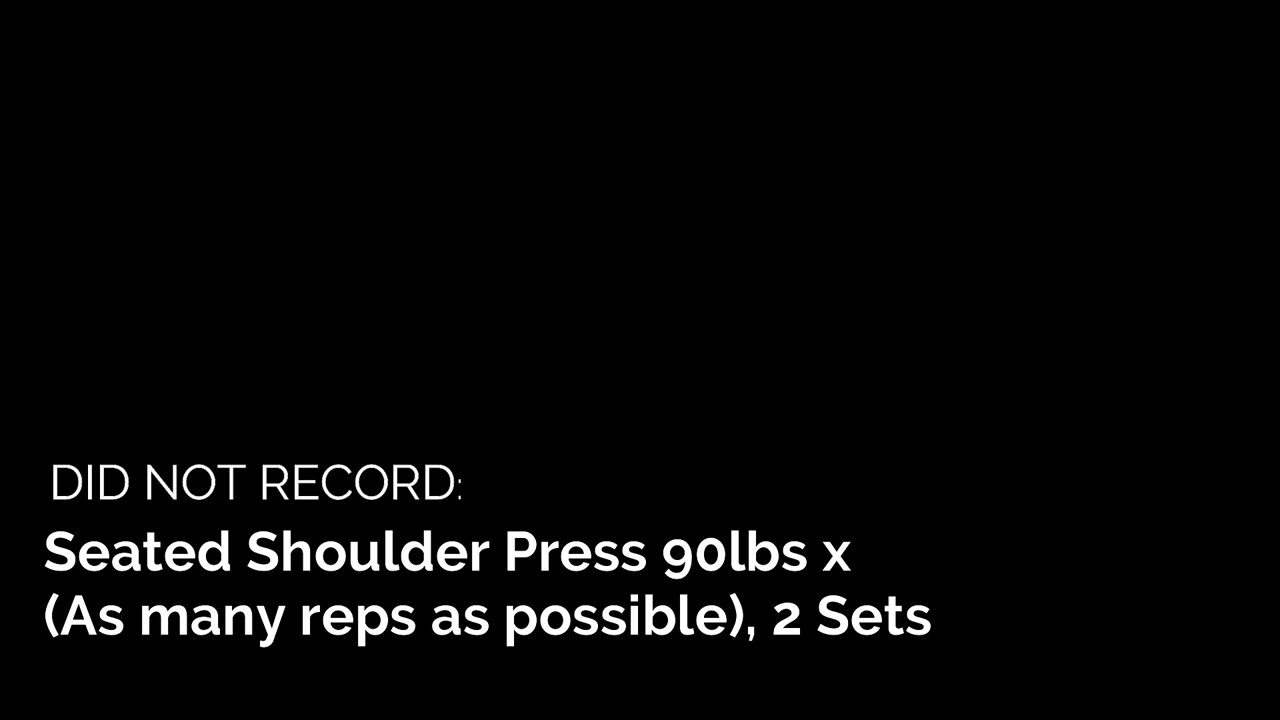 DID NOT RECORD:
Seated Shoulder Press 90lbs x
(As many reps as possible), 2 Sets